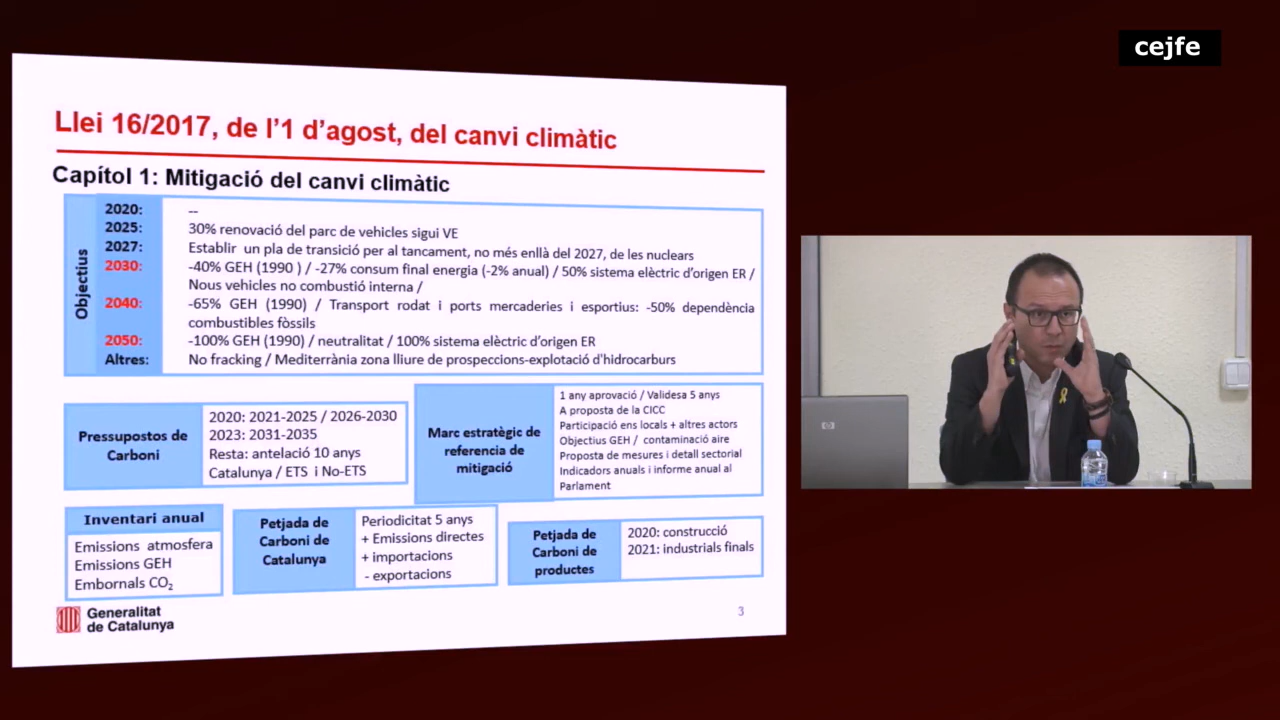 cejfe
Llei 16/2017, de l'1 d'agost, del canvi climàtic
Capítol 1: Mitigació del canvi climàtic
Objectius
2020: --
2025: 30% renovació del parc de vehicles sigui VE
2027: Establir un pla de transició per al tancament, no més enllà del 2027, de les nuclears
2030: -40% GEH (1990 ) / -27% consum final energia (-2% anual) / 50% sistema elèctric d'origen ER /
Nous vehicles no combustió interna /
2040: -65% GEH (1990) / Transport rodat i ports mercaderies i esportius: -50% dependència
combustibles fòssils
2050: -100% GEH (1990) / neutralitat / 100% sistema elèctric d'origen ER
Altres: No fracking / Mediterrània zona lliure de prospeccions-explotació d'hidrocarburs
Pressupostos de
Carboni
2020: 2021-2025 / 2026-2030
2023: 2031-2035
Resta: antelació 10 anys
Catalunya / ETS i No-ETS
Marc estratègic de
referencia de
mitigació
1 any aprovació / Validesa 5 anys
A proposta de la CICC
Participació ens locals + altres actors
Objectius GEH / contaminació aire
Proposta de mesures i detall sectorial
Indicadors anuals i informe anual al
Parlament
Inventari anual
Emissions atmosfera
Emissions GEH
Embornals CO₂
Petjada de
Carboni de
Catalunya
Periodicitat 5 anys
+ Emissions directes
+ importacions
- exportacions
Petjada de
Carboni de
productes
2020: construcció
2021: industrials finals
Generalitat
de Catalunya
3
hp